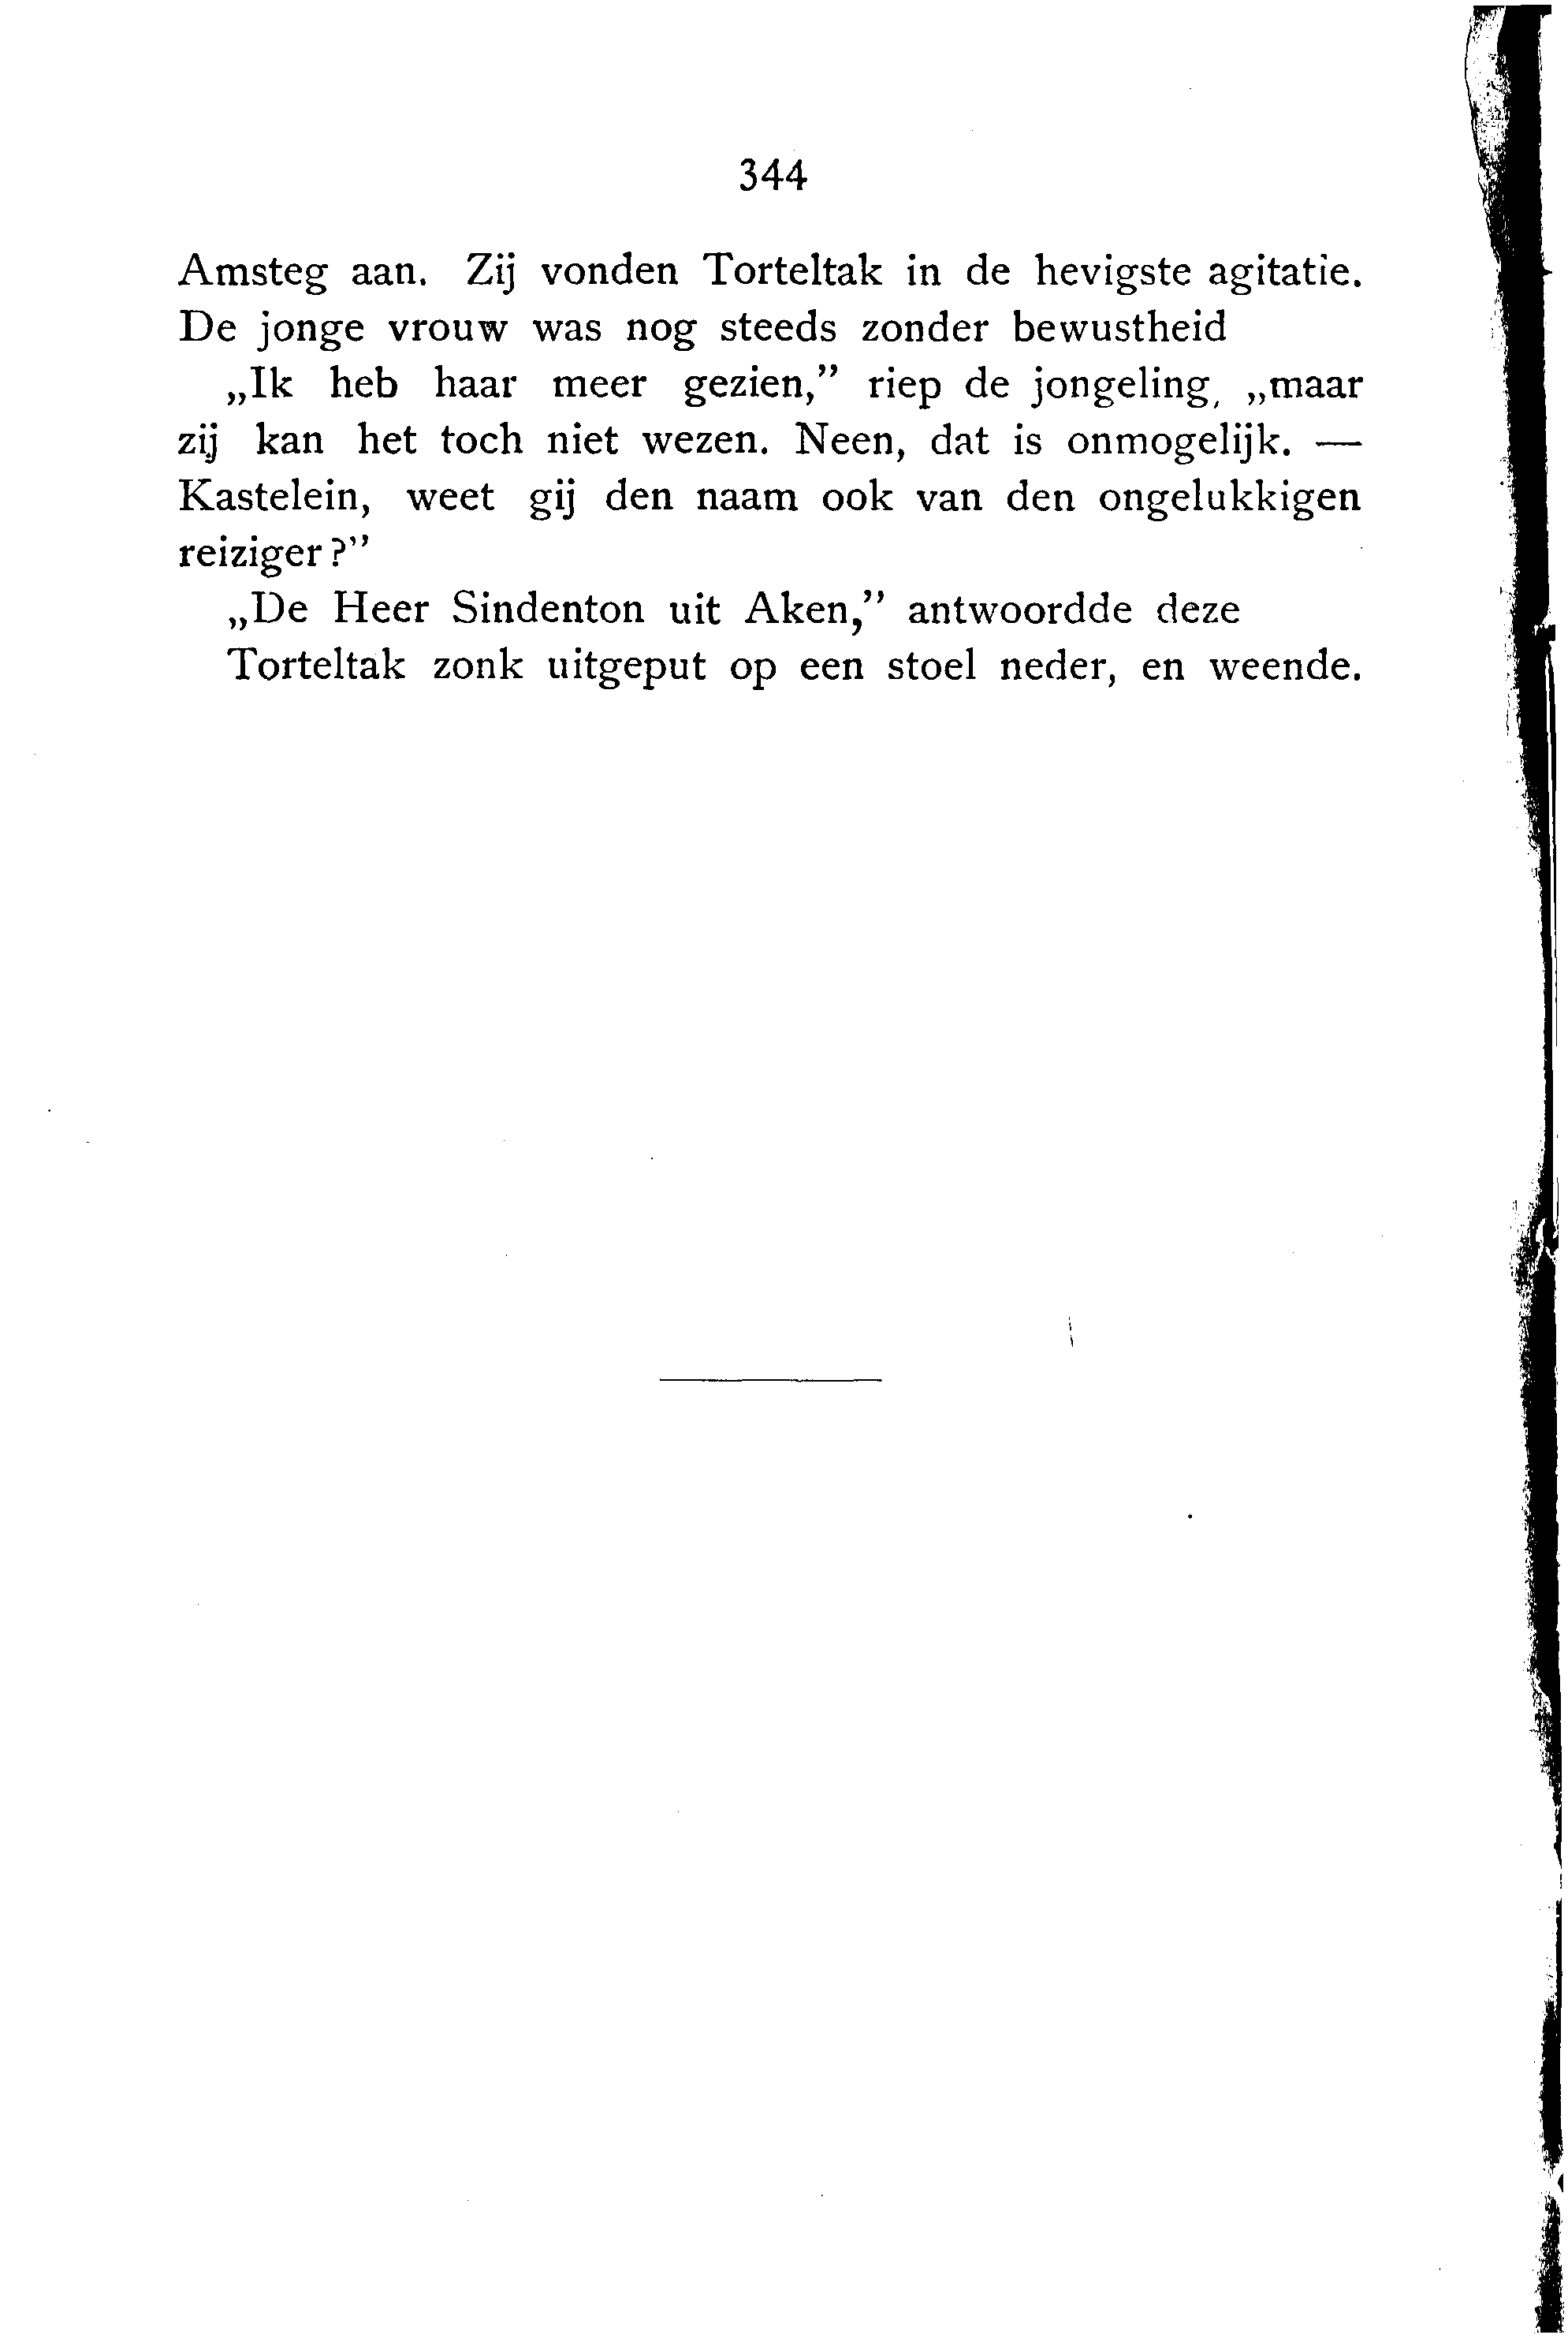 344
Amsteg aan. Zij vonden Torteltak in de hevigste agitatie.
De jonge vrouw was nog steeds zonder bewustheid
„Ik heb haar meer gezien,” riep de jongeling, „maar
zij kan het toch niet wezen. Neen, dat is onmogelijk. —
Kastelein, weet gij den naam ook van den ongelukkigen
reiziger?”
„De Heer Sindenton uit Aken,” antwoordde deze
Torteltak zonk uitgeput op een stoel neder, en weende.